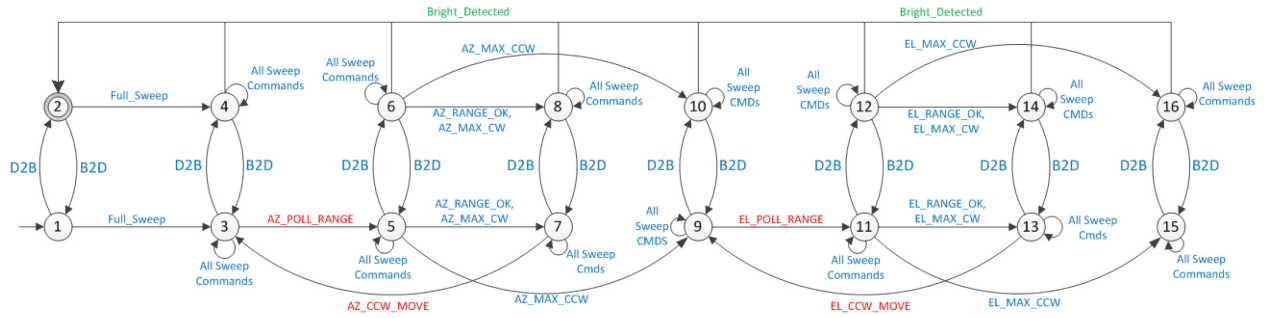 Bright_Detected
Bright_Detected
AZ_MAX_CCW
EL_MAX_CCW
All Sweep
Commands
All Sweep
Commands
All Sweep
Commands
All
Sweep
CMDs
All
Sweep
CMDs
All
Sweep
CMDs
All Sweep
Commands
2
Full_Sweep
4
6
AZ_RANGE_OK,
AZ_MAX_CW
8
10
12
EL_RANGE_OK,
EL_MAX_CW
14
16
D2B
B2D
D2B
B2D
D2B
B2D
D2B
B2D
D2B
B2D
D2B
B2D
D2B
B2D
D2B
B2D
1
Full_Sweep
3
AZ_POLL_RANGE
5
AZ_RANGE_OK,
AZ_MAX_CW
7
All
Sweep
CMDS
9
EL_POLL_RANGE
11
EL_RANGE_OK,
EL_MAX_CW
13
All Sweep
Cmds
15
All Sweep
Commands
All Sweep
Commands
All Sweep
Cmds
All Sweep
Commands
All Sweep
Commands
AZ_CCW_MOVE
AZ_MAX_CCW
EL_CCW_MOVE
EL_MAX_CCW